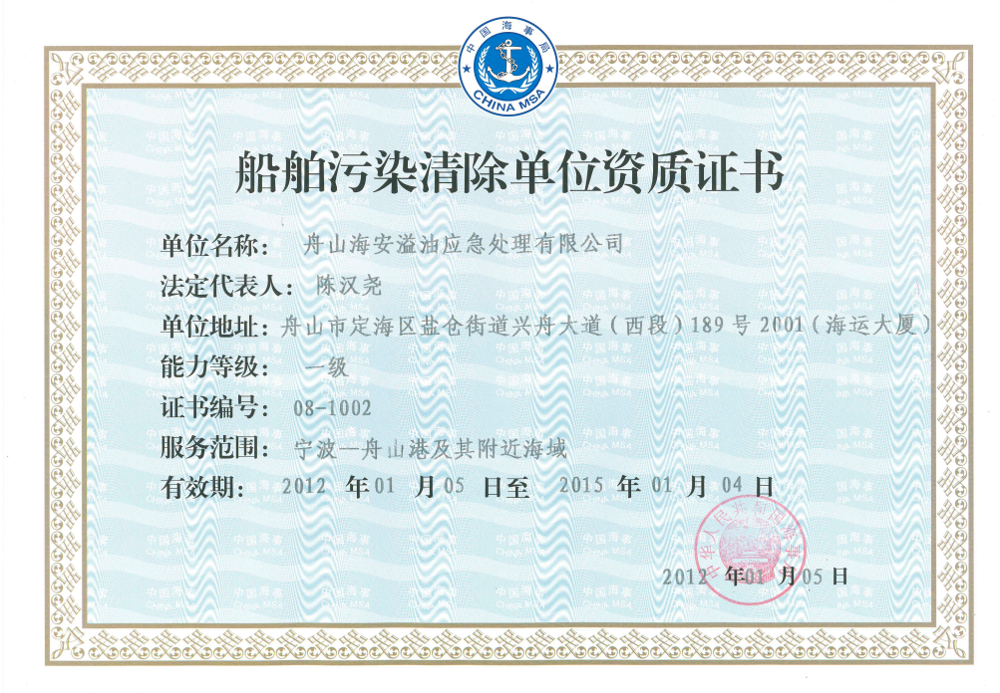 中国海事局
CHINA MSA
船舶污染清除单位资质证书
单位名称: 舟山海安溢油应急处理有限公司
法定代表人: 陈汉尧
单位地址: 舟山市定海区盐仓街道兴舟大道(西段)189号2001(海运大厦)
能力等级: 一级
证书编号: 08-1002
服务范围: 宁波—舟山港及其附近海域
有效期: 2012 年 01 月 05 日至 2015 年 01 月 04 日
中华人民共和国海事局
2012 年 01 月 05 日